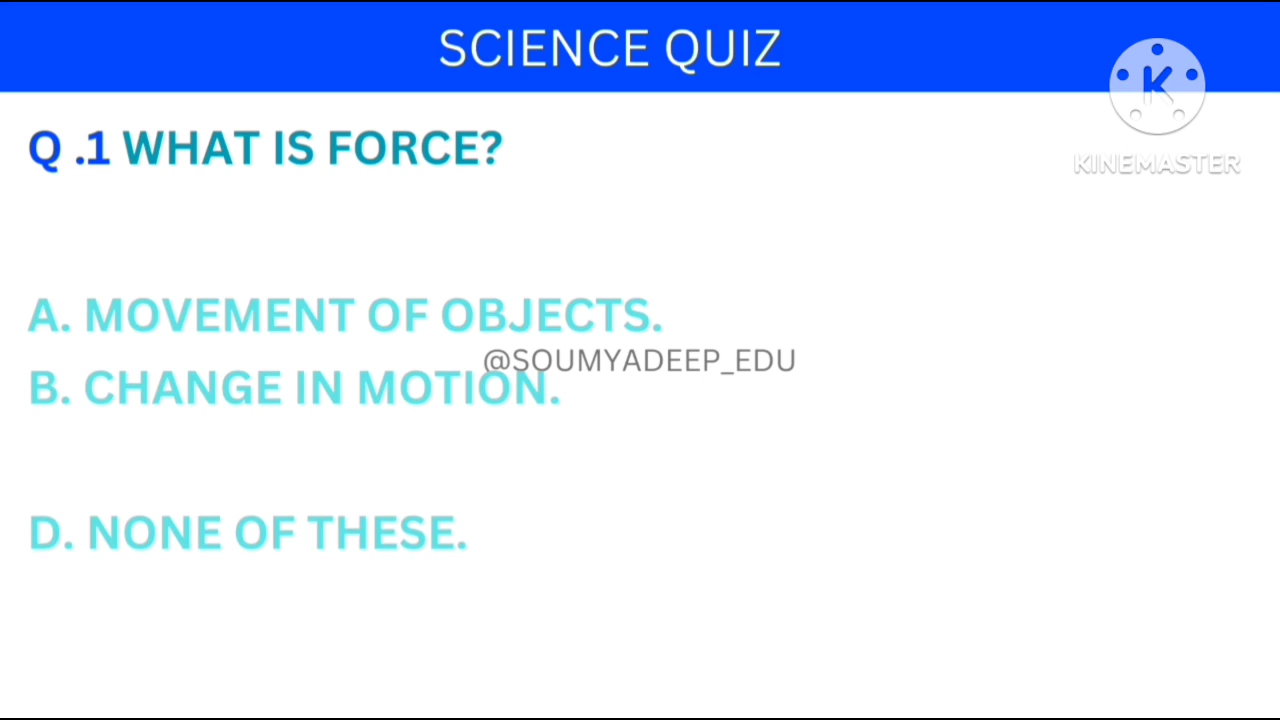 SCIENCE QUIZ
K
KINEMASTER
Q .1 WHAT IS FORCE?
A. MOVEMENT OF OBJECTS.
@SOUMYADEEP_EDU
B. CHANGE IN MOTION.
D. NONE OF THESE.